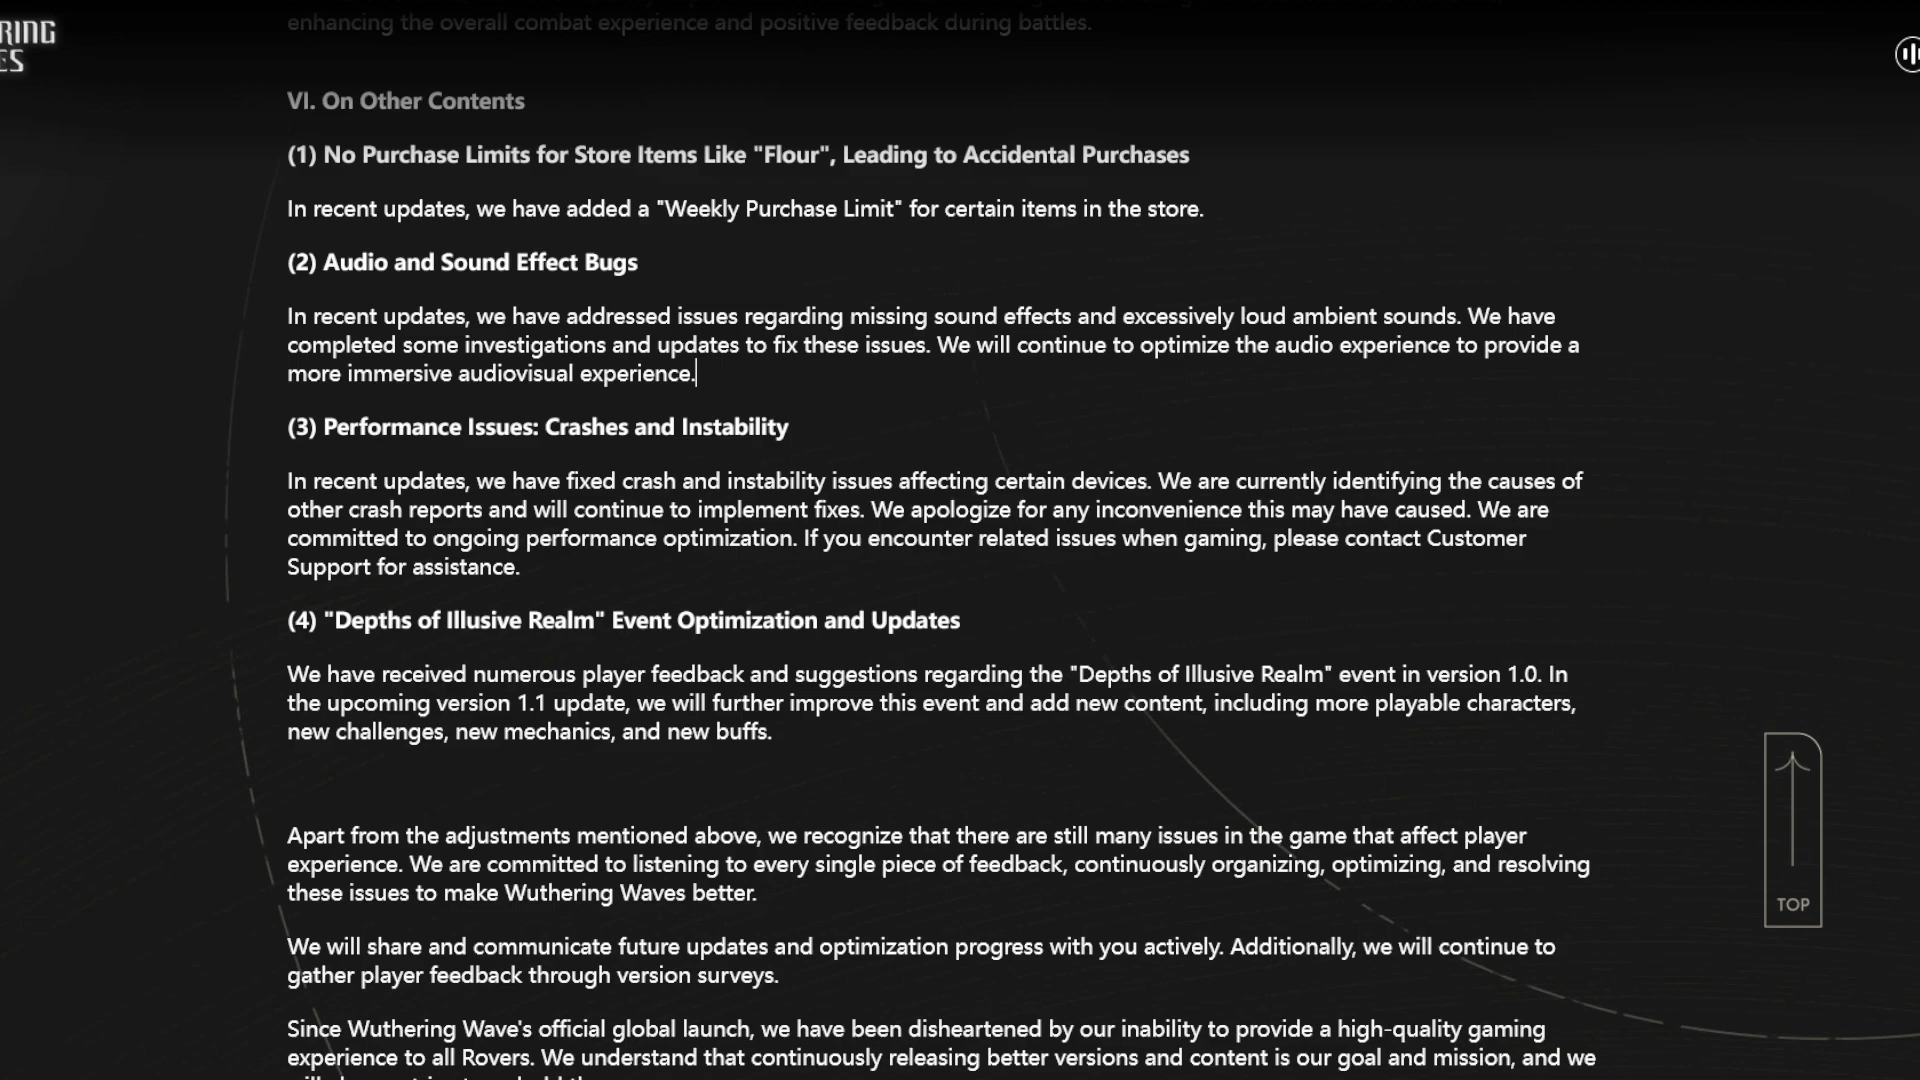 enhancing the overall combat experience and positive feedback during battles.
RING
ES
VI. On Other Contents
(1) No Purchase Limits for Store Items Like "Flour", Leading to Accidental Purchases
In recent updates, we have added a "Weekly Purchase Limit" for certain items in the store.
(2) Audio and Sound Effect Bugs
In recent updates, we have addressed issues regarding missing sound effects and excessively loud ambient sounds. We have
completed some investigations and updates to fix these issues. We will continue to optimize the audio experience to provide a
more immersive audiovisual experience.
(3) Performance Issues: Crashes and Instability
In recent updates, we have fixed crash and instability issues affecting certain devices. We are currently identifying the causes of
other crash reports and will continue to implement fixes. We apologize for any inconvenience this may have caused. We are
committed to ongoing performance optimization. If you encounter related issues when gaming, please contact Customer
Support for assistance.
(4) "Depths of Illusive Realm" Event Optimization and Updates
We have received numerous player feedback and suggestions regarding the "Depths of Illusive Realm" event in version 1.0. In
the upcoming version 1.1 update, we will further improve this event and add new content, including more playable characters,
new challenges, new mechanics, and new buffs.
Apart from the adjustments mentioned above, we recognize that there are still many issues in the game that affect player
experience. We are committed to listening to every single piece of feedback, continuously organizing, optimizing, and resolving
these issues to make Wuthering Waves better.
TOP
We will share and communicate future updates and optimization progress with you actively. Additionally, we will continue to
gather player feedback through version surveys.
Since Wuthering Wave's official global launch, we have been disheartened by our inability to provide a high-quality gaming
experience to all Rovers. We understand that continuously releasing better versions and content is our goal and mission, and we